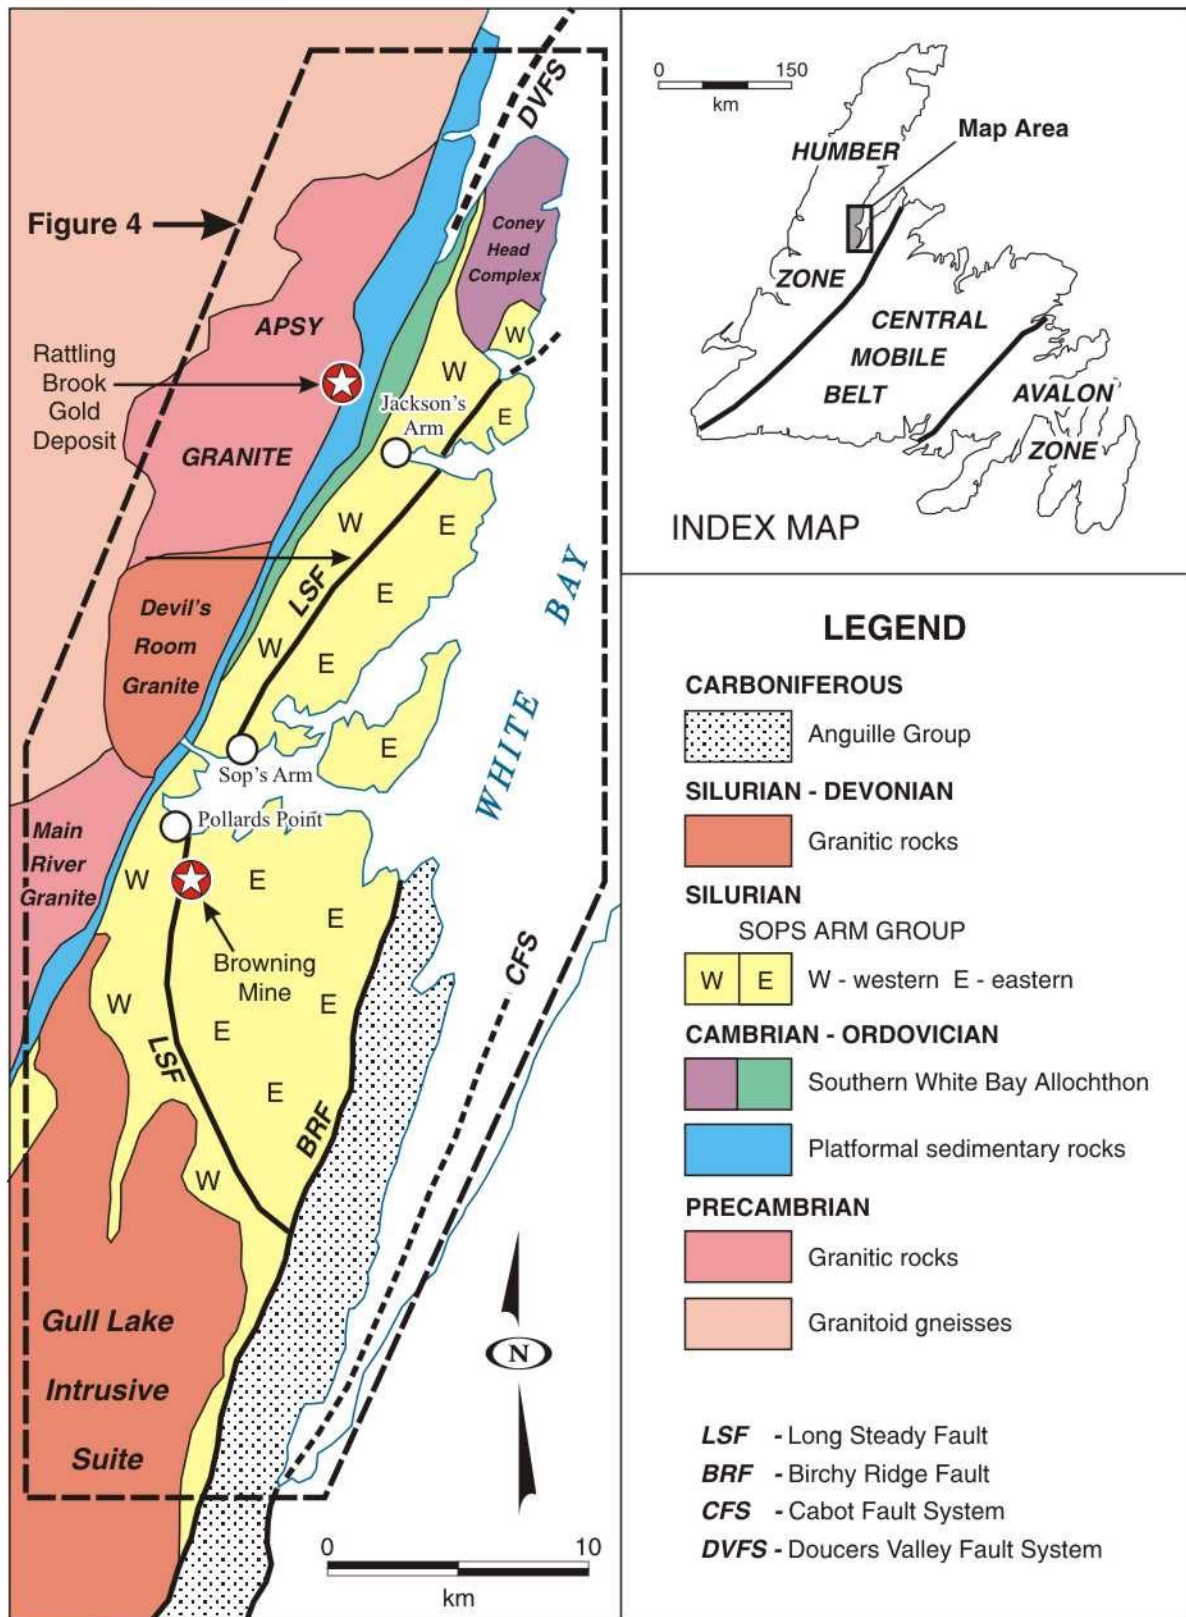 DVFS
Figure 4
Coney
Head
Complex
APSY
W
Rattling
Brook
Gold
Deposit
W
Jackson's
Arm
E
GRANITE
W
E
LSF
E
Devil's
Room
Granite
W
E
WHITE BAY
E
Sop's Arm
Pollards Point
Main
River
Granite
W
E
E
Browning
Mine
CFS
W
E
E
LSF
E
BRF
W
Gull Lake
Intrusive
Suite
N
0 10
km
0 150
km
Map Area
HUMBER
ZONE
CENTRAL
MOBILE
BELT
AVALON
ZONE
INDEX MAP
LEGEND
CARBONIFEROUS
Anguille Group
SILURIAN - DEVONIAN
Granitic rocks
SILURIAN
SOPS ARM GROUP
W E W - western E - eastern
CAMBRIAN - ORDOVICIAN
Southern White Bay Allochthon
Platformal sedimentary rocks
PRECAMBRIAN
Granitic rocks
Granitoid gneisses
LSF - Long Steady Fault
BRF - Birchy Ridge Fault
CFS - Cabot Fault System
DVFS - Doucers Valley Fault System